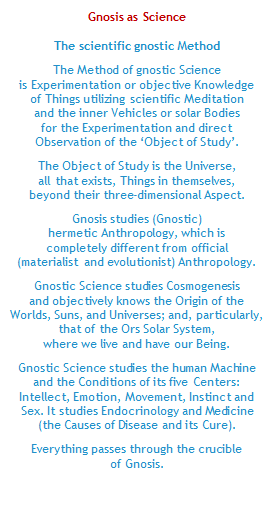 Gnosis as Science
The scientific gnostic Method
The Method of gnostic Science
is Experimentation or objective Knowledge
of Things utilizing scientific Meditation
and the inner Vehicles or solar Bodies
for the Experimentation and direct
Observation of the ‘Object of Study’.
The Object of Study is the Universe,
all that exists, Things in themselves,
beyond their three-dimensional Aspect.
Gnosis studies (Gnostic)
hermetic Anthropology, which is
completely different from official
(materialist and evolutionist) Anthropology.
Gnostic Science studies Cosmogenesis
and objectively knows the Origin of the
Worlds, Suns, and Universes; and, particularly,
that of the Ors Solar System,
where we live and have our Being.
Gnostic Science studies the human Machine
and the Conditions of its five Centers:
Intellect, Emotion, Movement, Instinct and
Sex. It studies Endocrinology and Medicine
(the Causes of Disease and its Cure).
Everything passes through the crucible
of Gnosis.